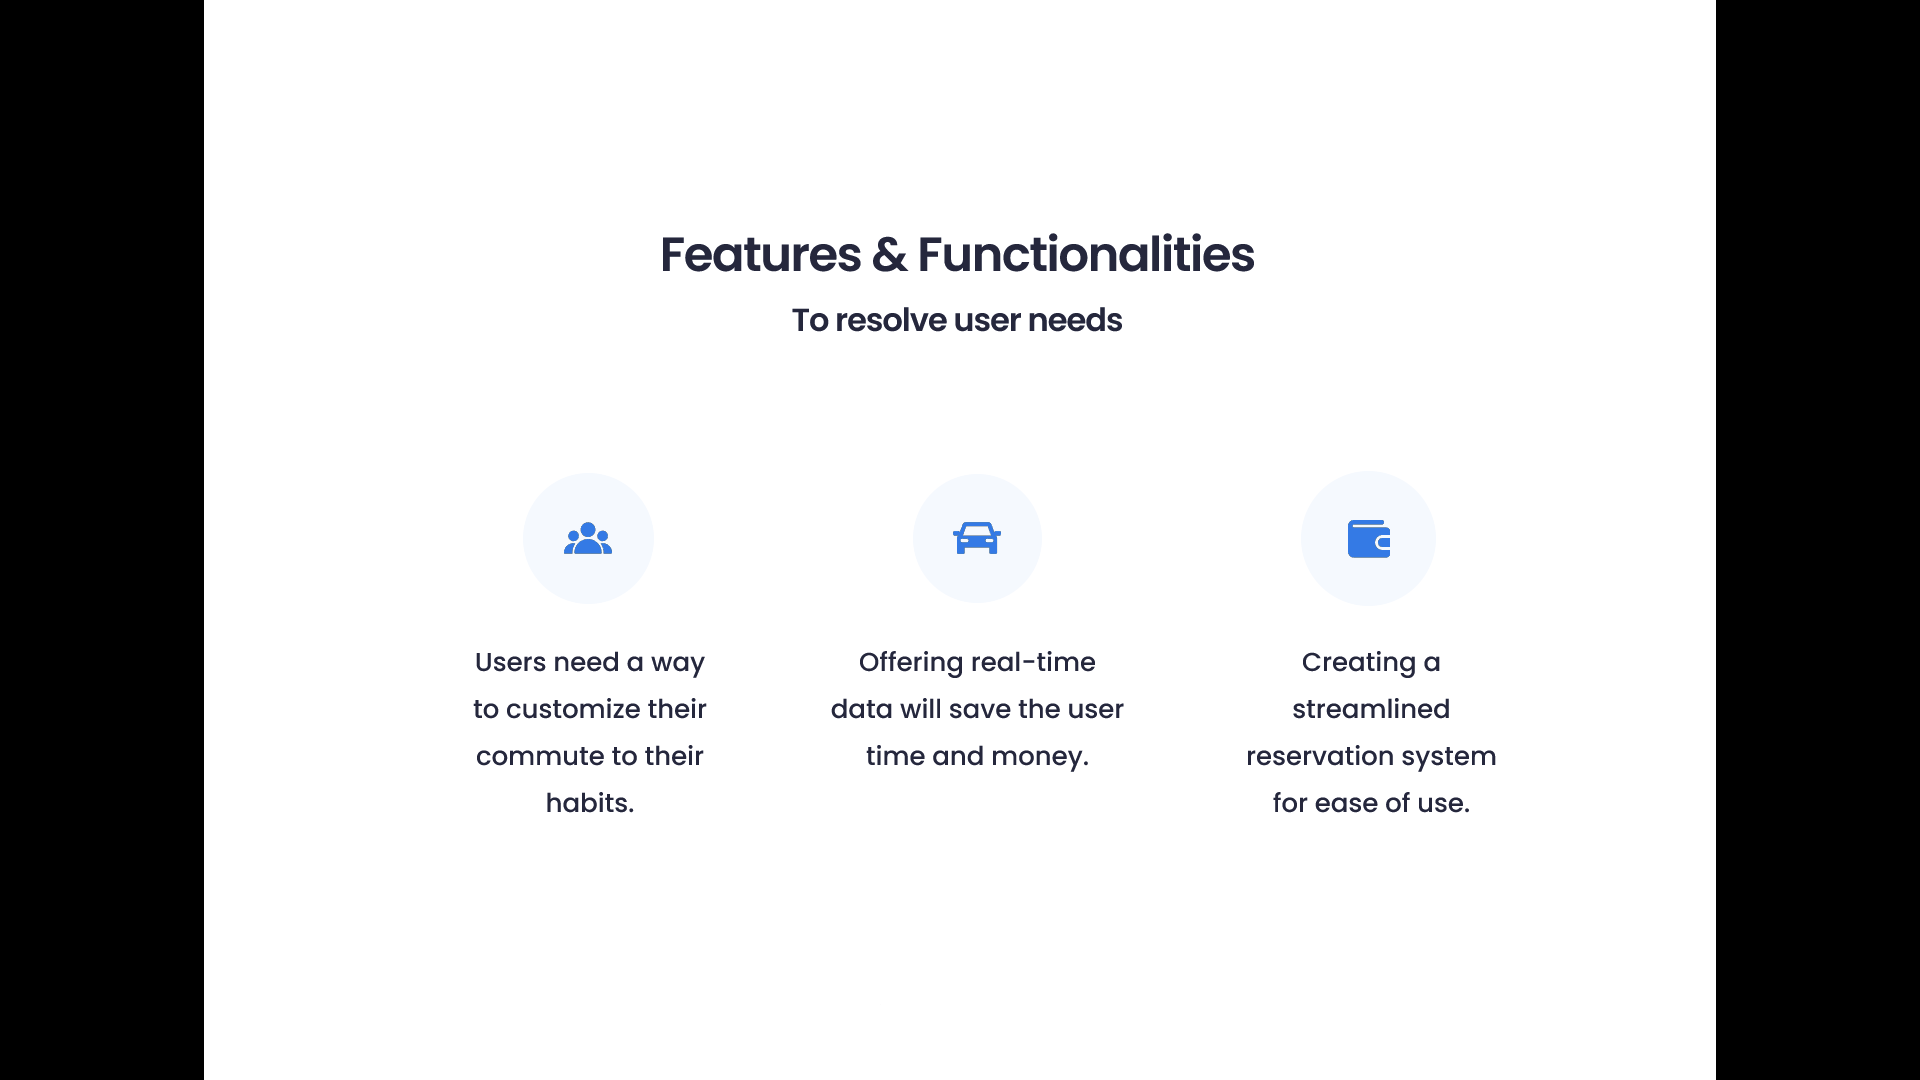 Features & Functionalities
To resolve user needs
Users need a way
to customize their
commute to their
habits.
Offering real-time
data will save the user
time and money.
Creating a
streamlined
reservation system
for ease of use.